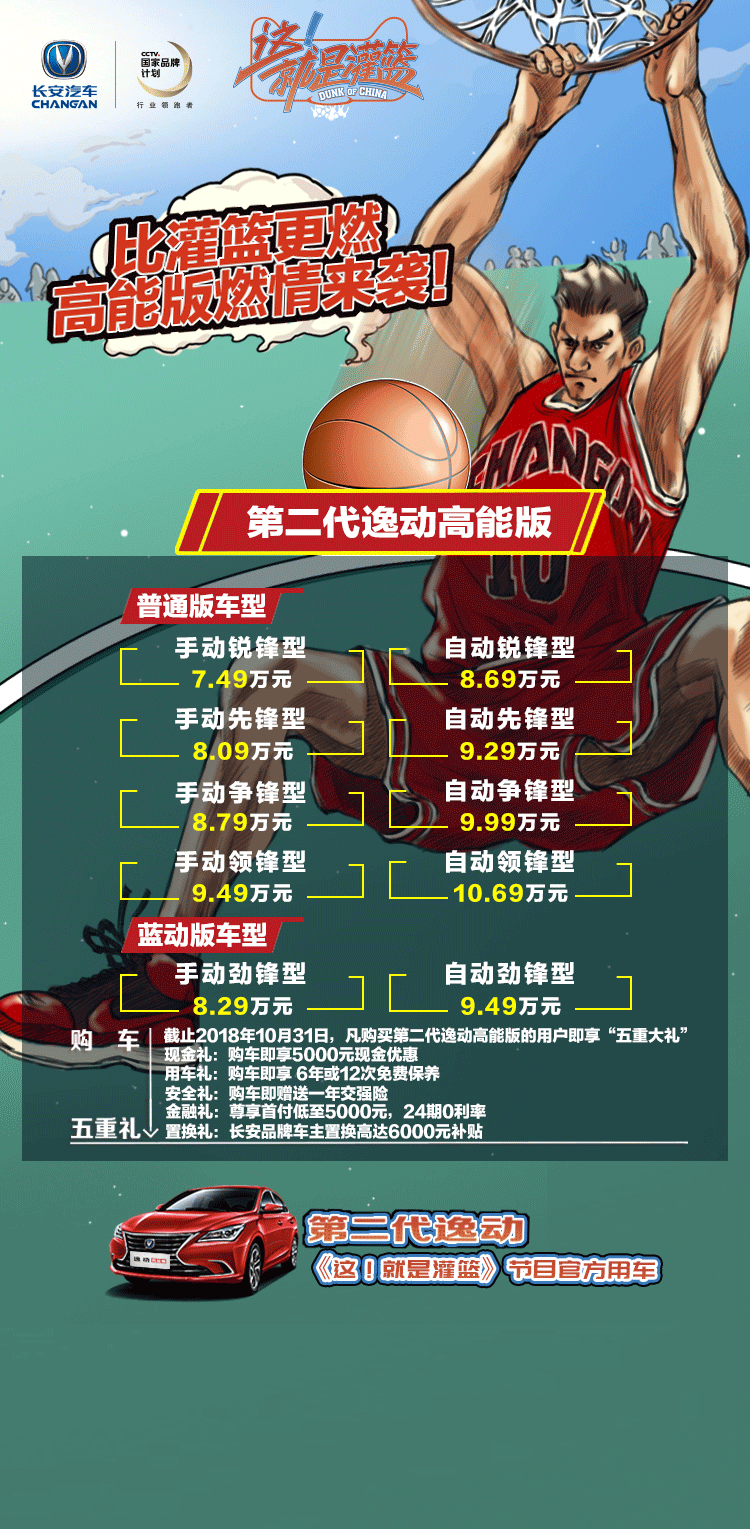 长安汽车
CHANGAN
CCTV.
国家品牌
计划
行业领跑者
这！
就是灌篮
DUNK OF CHINA
比灌篮更燃
高能版燃情来袭!
CHANGAN
10
第二代逸动高能版
普通版车型
手动锐锋型 自动锐锋型
7.49万元 8.69万元
手动先锋型 自动先锋型
8.09万元 9.29万元
手动争锋型 自动争锋型
8.79万元 9.99万元
手动领锋型 自动领锋型
9.49万元 10.69万元
蓝动版车型
手动劲锋型 自动劲锋型
8.29万元 9.49万元
购车
五重礼
截止2018年10月31日，凡购买第二代逸动高能版的用户即享“五重大礼”
现金礼：购车即享5000元现金优惠
用车礼：购车即享 6年或12次免费保养
安全礼：购车即赠送一年交强险
金融礼：尊享首付低至5000元，24期0利率
置换礼：长安品牌车主置换高达6000元补贴
逸动
第二代逸动
《这！就是灌篮》节目官方用车